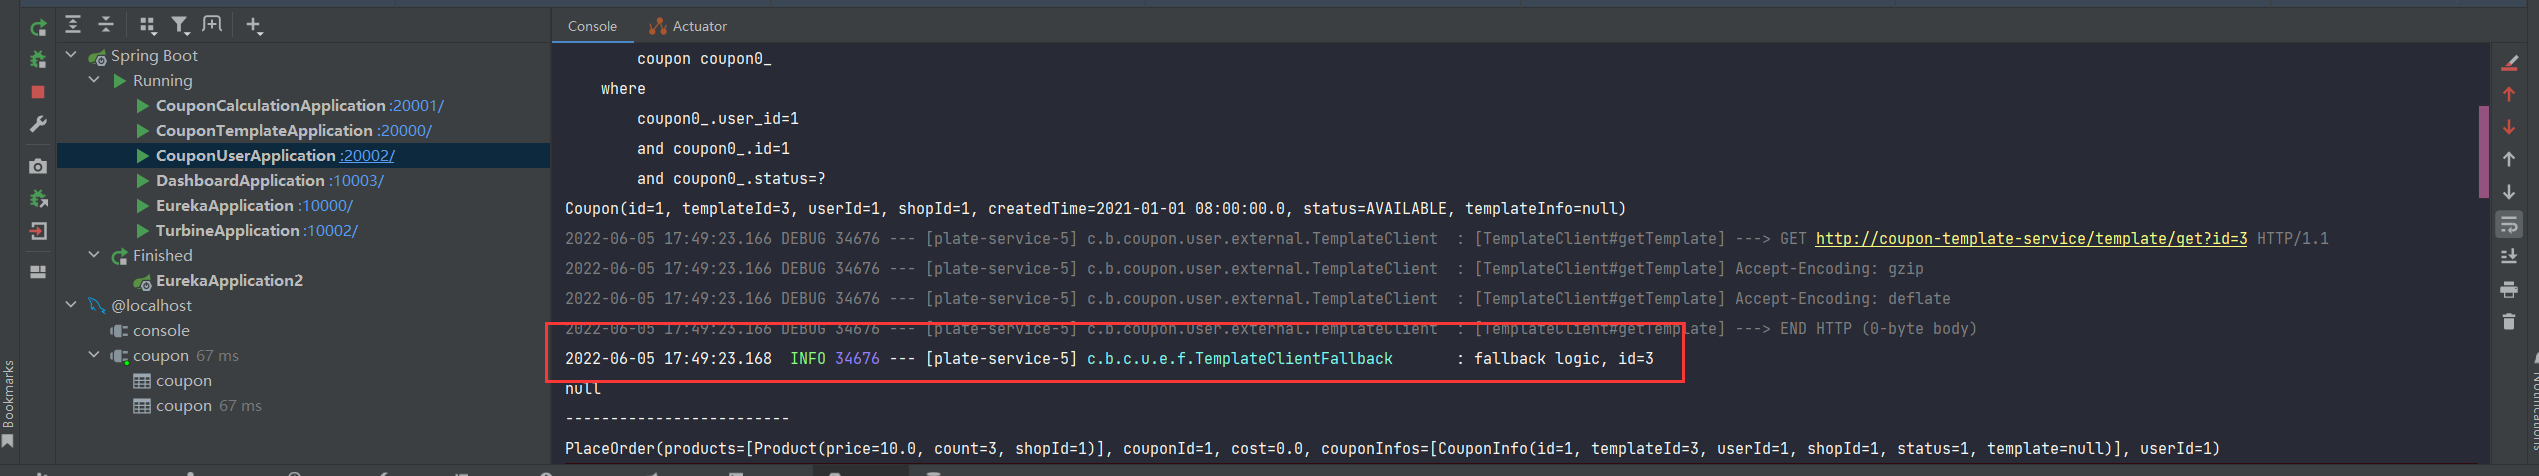 Console
Actuator
Spring Boot
Running
CouponCalculationApplication :20001/
CouponTemplateApplication :20000/
CouponUserApplication :20002/
DashboardApplication :10003/
EurekaApplication :10000/
TurbineApplication :10002/
Finished
EurekaApplication2
@localhost
console
coupon 67 ms
coupon
coupon 67 ms
Bookmarks
coupon coupon0_
where
coupon0_.user_id=1
and coupon0_.id=1
and coupon0_.status=?
Coupon(id=1, templateId=3, userId=1, shopId=1, createdTime=2021-01-01 08:00:00.0, status=AVAILABLE, templateInfo=null)
2022-06-05 17:49:23.166 DEBUG 34676 --- [plate-service-5] c.b.coupon.user.external.TemplateClient : [TemplateClient#getTemplate] ---> GET http://coupon-template-service/template/get?id=3 HTTP/1.1
2022-06-05 17:49:23.166 DEBUG 34676 --- [plate-service-5] c.b.coupon.user.external.TemplateClient : [TemplateClient#getTemplate] Accept-Encoding: gzip
2022-06-05 17:49:23.166 DEBUG 34676 --- [plate-service-5] c.b.coupon.user.external.TemplateClient : [TemplateClient#getTemplate] Accept-Encoding: deflate
2022-06-05 17:49:23.166 DEBUG 34676 --- [plate-service-5] c.b.coupon.user.external.TemplateClient : [TemplateClient#getTemplate] ---> END HTTP (0-byte body)
2022-06-05 17:49:23.168 INFO 34676 --- [plate-service-5] c.b.c.u.e.f.TemplateClientFallback : fallback logic, id=3
null
-------------------------
PlaceOrder(products=[Product(price=10.0, count=3, shopId=1)], couponId=1, cost=0.0, couponInfos=[CouponInfo(id=1, templateId=3, userId=1, shopId=1, status=1, template=null)], userId=1)